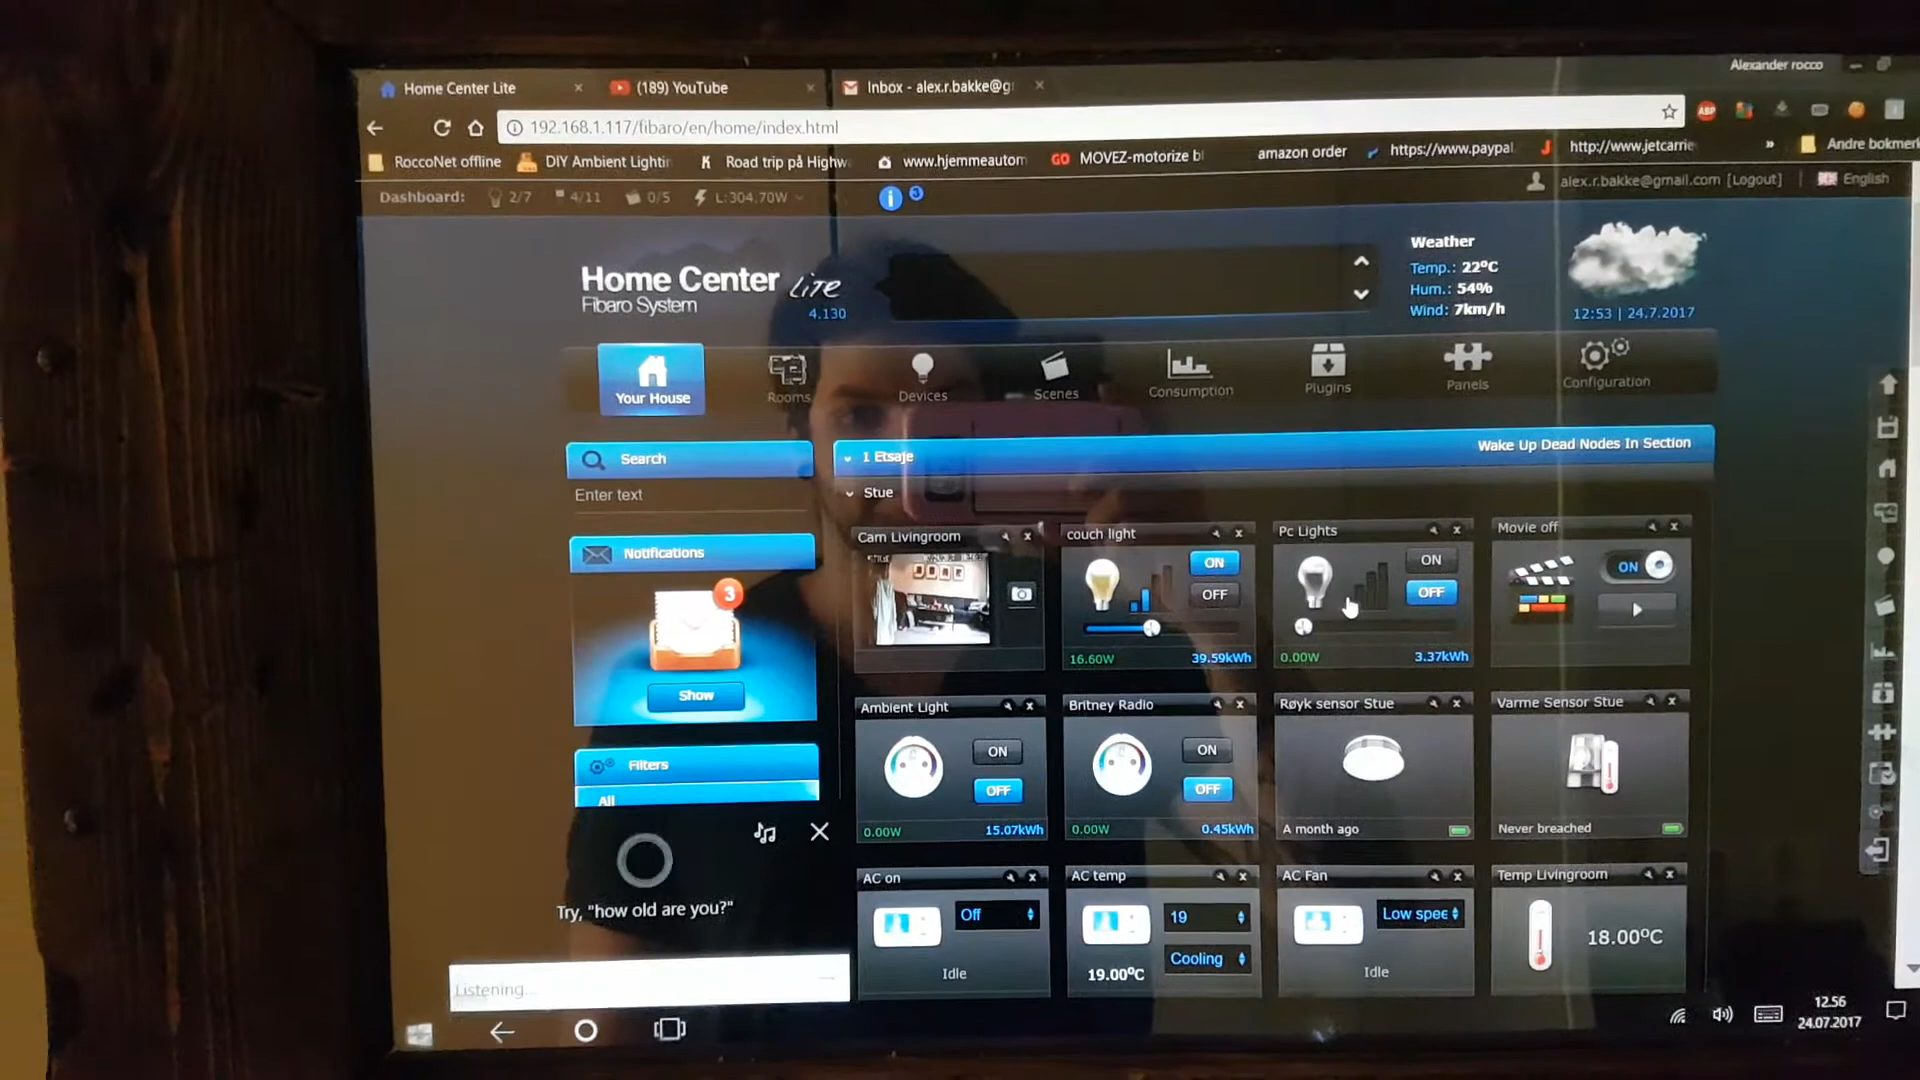 Alexander rocco
Home Center Lite
(189) YouTube
Inbox - alex.r.bakke@g
192.168.1.117/fibaro/en/home/index.html
ABP
RoccoNet offline
DIY Ambient Lightin
Road trip på Highw
www.hjemmeautom
GO MOVEZ-motorize bl
amazon order
https://www.paypal.
http://www.jetcarrie
»
Andre bokmerk
Dashboard: 2/7 4/11 0/5 L:304.70W
i 3
alex.r.bakke@gmail.com [Logout]
English
Home Center Lite
Fibaro System
4.130
Weather
Temp.: 22°C
Hum.: 54%
Wind: 7km/h
12:53 | 24.7.2017
Your House
Rooms
Devices
Scenes
Consumption
Plugins
Panels
Configuration
Search
Enter text
Notifications
3
Show
Filters
All
1 Etsaje
Wake Up Dead Nodes In Section
Stue
Cam Livingroom
couch light
ON
OFF
16.60W 39.59kWh
Pc Lights
ON
OFF
0.00W 3.37kWh
Movie off
ON
Ambient Light
ON
OFF
0.00W 15.07kWh
Britney Radio
ON
OFF
0.00W 0.45kWh
Røyk sensor Stue
A month ago
Varme Sensor Stue
Never breached
AC on
Off
Idle
AC temp
19
19.00°C
Cooling
AC Fan
Low spee
Idle
Temp Livingroom
18.00°C
Try, "how old are you?"
Listening...
12.56
24.07.2017